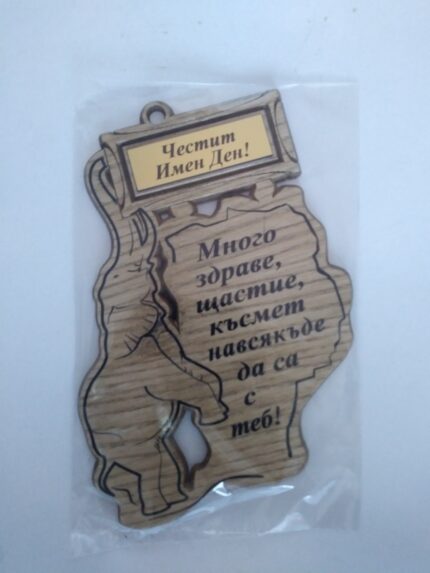 Честит
Имен Ден!
Много
здраве,
щастие,
късмет
навсякъде
да са
с
теб!